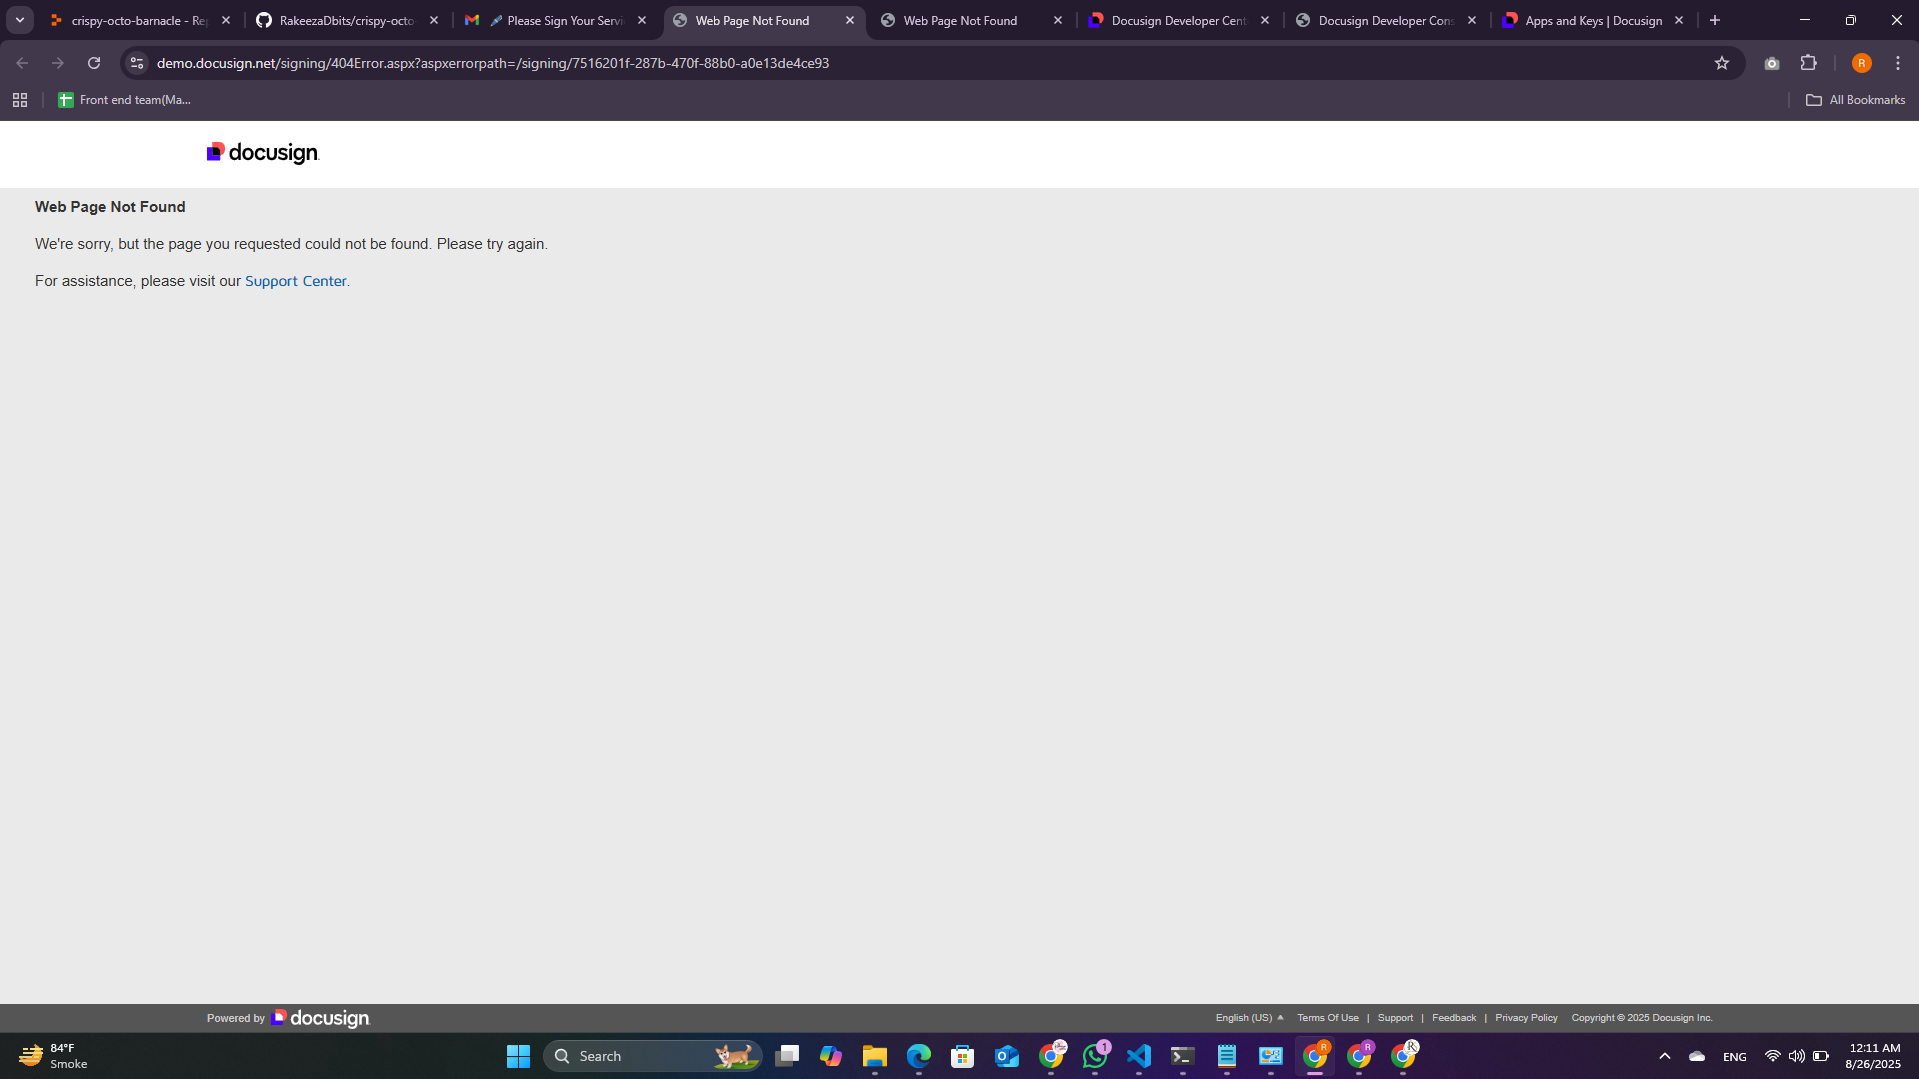 crispy-octo-barnacle - Rep
RakeezaDbits/crispy-octo
Please Sign Your Servi
Web Page Not Found
Web Page Not Found
Docusign Developer Cent
Docusign Developer Cons
Apps and Keys | Docusign
demo.docusign.net/signing/404Error.aspx?aspxerrorpath=/signing/7516201f-287b-470f-88b0-a0e13de4ce93
R
Front end team(Ma...
All Bookmarks
docusign
Web Page Not Found
We're sorry, but the page you requested could not be found. Please try again.
For assistance, please visit our Support Center.
Powered by docusign
English (US) Terms Of Use | Support | Feedback | Privacy Policy Copyright © 2025 Docusign Inc.
84°F
Smoke
Search
1
R
R
R
ENG
12:11 AM
8/26/2025